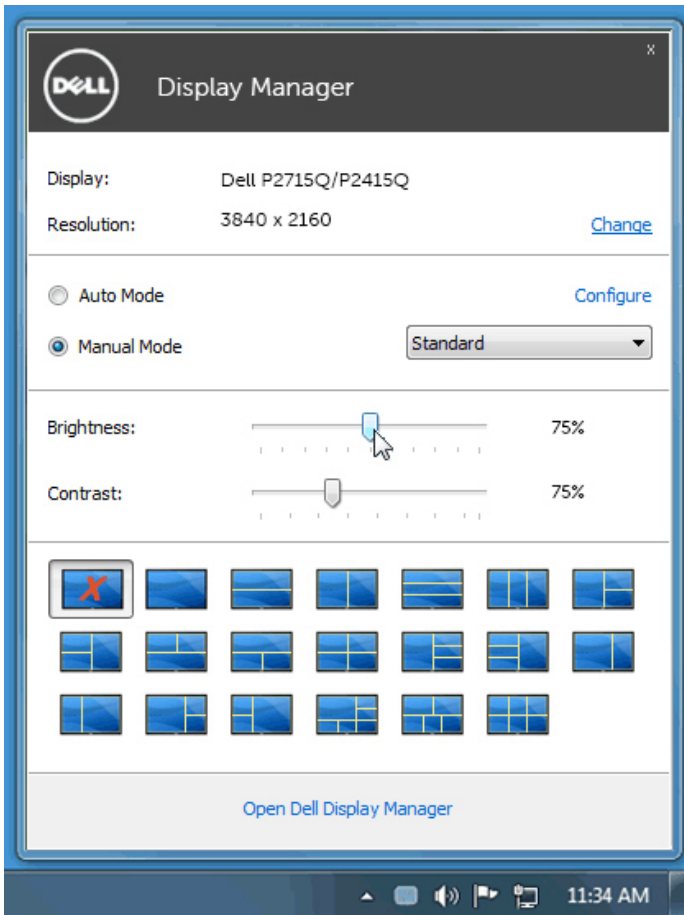 x
DELL Display Manager
Display: Dell P2715Q/P2415Q
Resolution: 3840 x 2160 Change
Auto Mode Configure
Manual Mode Standard
Brightness: 75%
Contrast: 75%
Open Dell Display Manager
11:34 AM